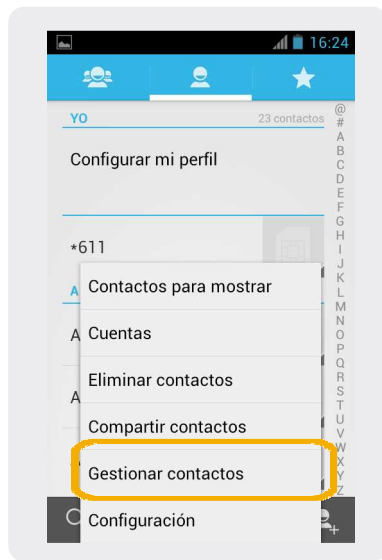 16:24
YO 23 contactos
Configurar mi perfil
*611
A
Contactos para mostrar
A
Cuentas
Eliminar contactos
A
Compartir contactos
Gestionar contactos
Configuración
@
#
A
B
C
D
E
F
G
H
I
J
K
L
M
N
O
P
Q
R
S
T
U
V
W
X
Y
Z